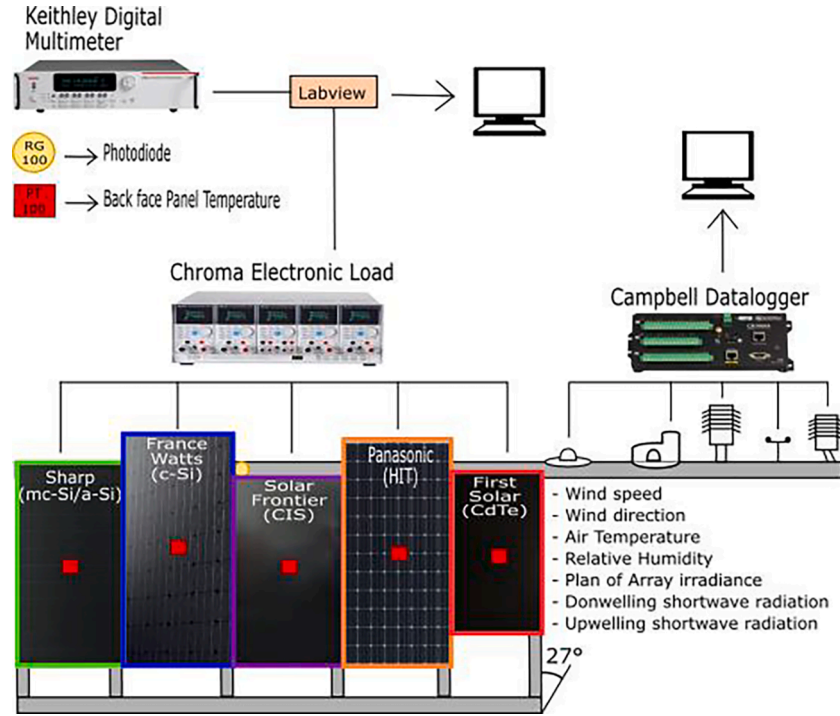 Keithley Digital
Multimeter
Labview
RG
100
Photodiode
PT
100
Back face Panel Temperature
Chroma Electronic Load
Campbell Datalogger
Sharp
(mc-Si/a-Si)
France
Watts
(c-Si)
Solar
Frontier
(CIS)
Panasonic
(HIT)
First
Solar
(CdTe)
- Wind speed
- Wind direction
- Air Temperature
- Relative Humidity
- Plan of Array irradiance
- Donwelling shortwave radiation
- Upwelling shortwave radiation
27°